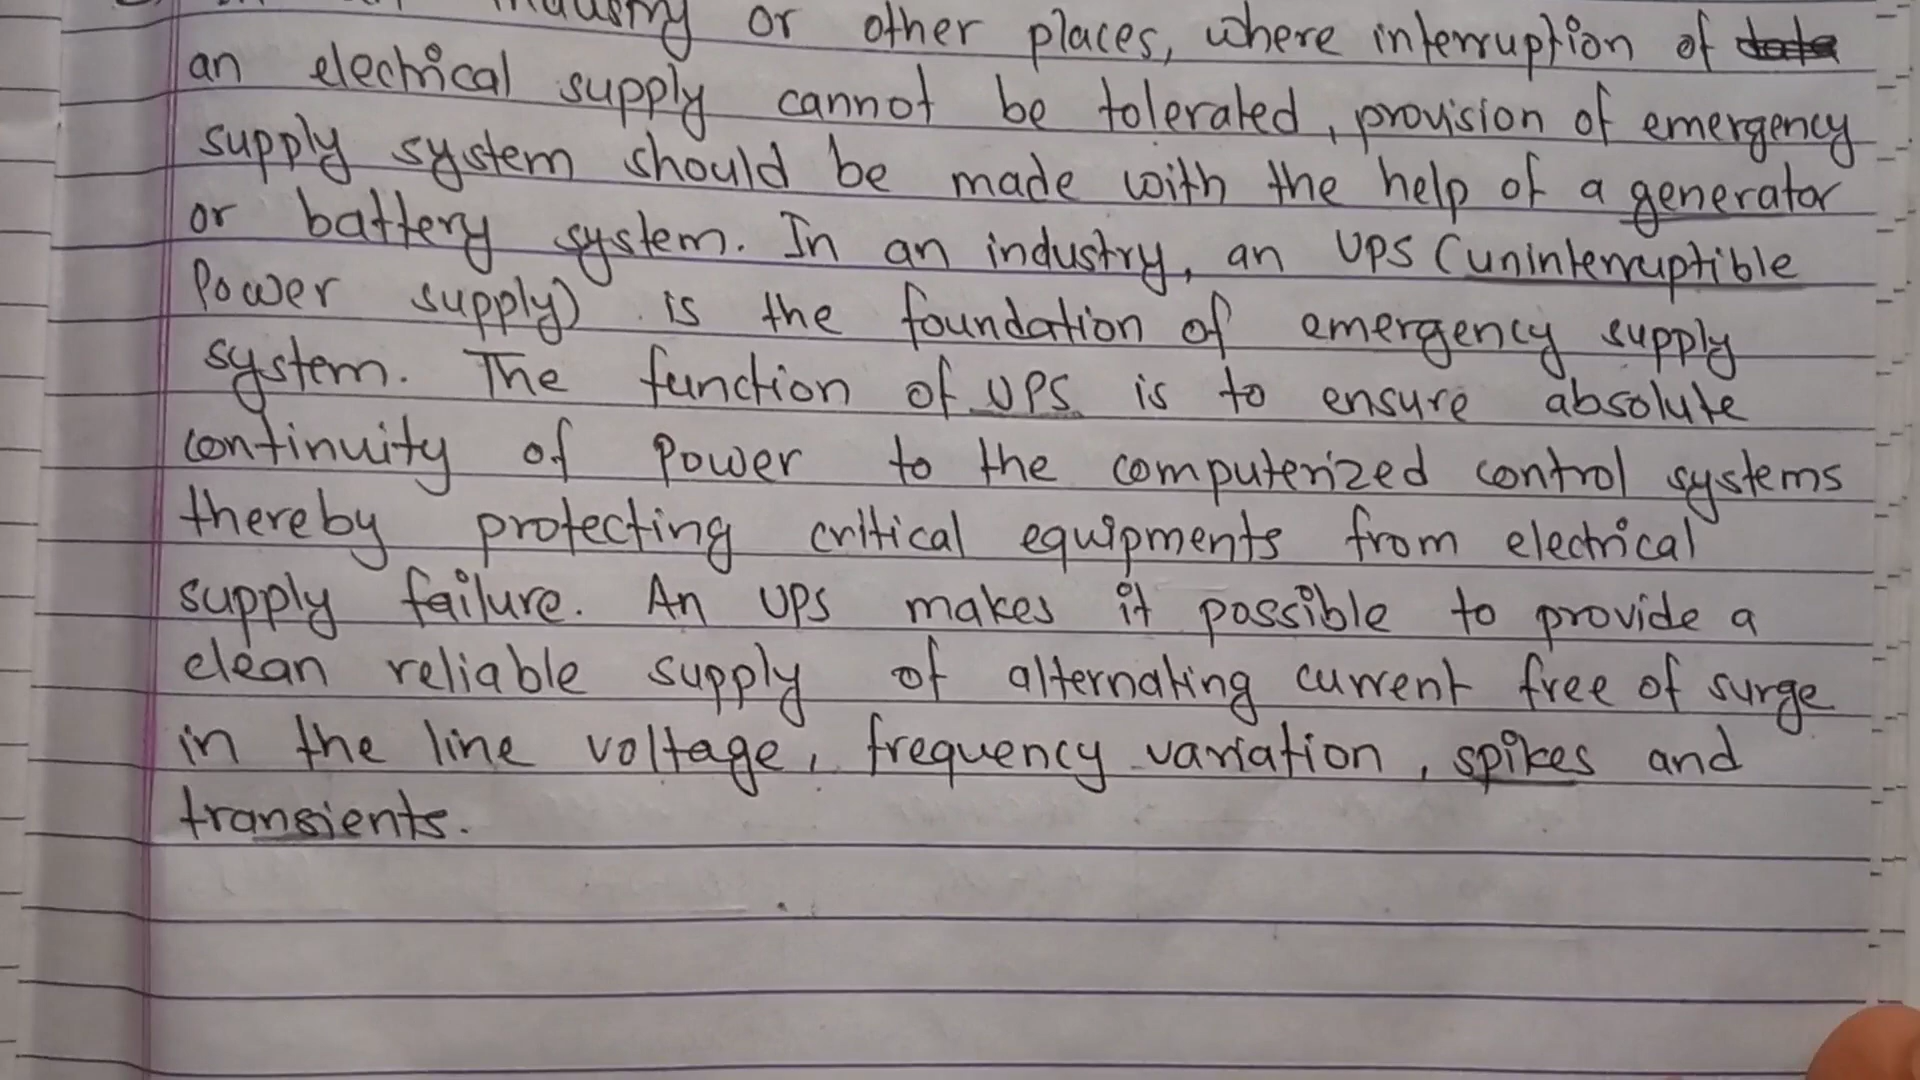 industry or other places, where interruption of
an electrical supply cannot be tolerated, provision of emergency
supply system should be made with the help of a generator
or battery system. In an industry, an UPS (uninterruptible
Power supply) is the foundation of emergency supply
system. The function of UPS is to ensure absolute
continuity of power to the computerized control systems
thereby protecting critical equipments from electrical
supply failure. An UPS makes it possible to provide a
clean reliable supply of alternating current free of surge
in the line voltage, frequency variation, spikes and
transients.